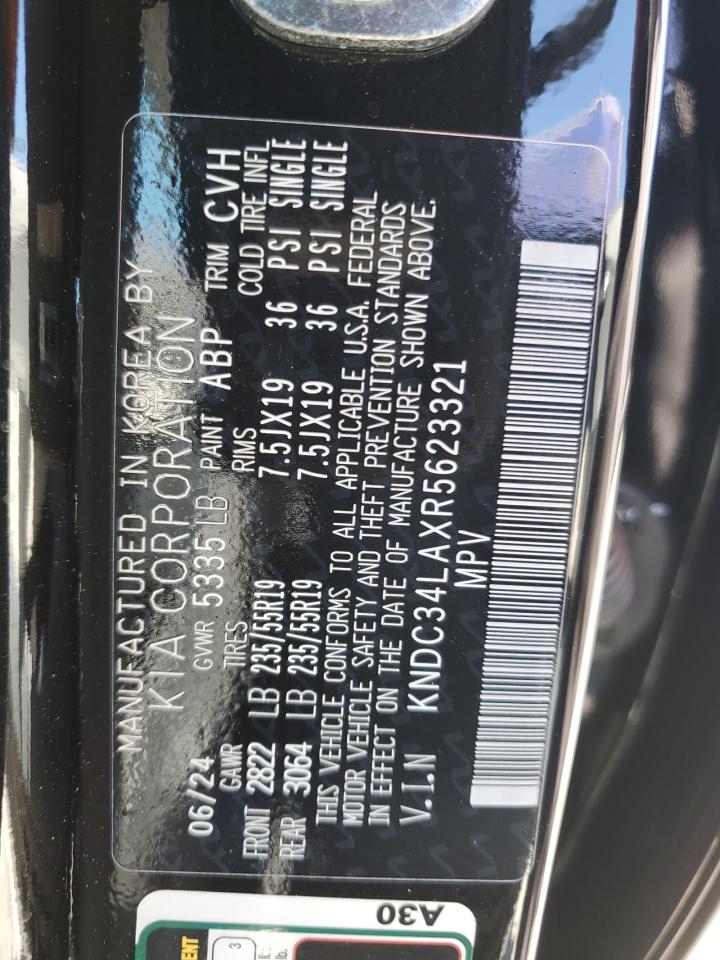 MANUFACTURED IN KOREA BY
KIA CORPORATION
06/24 GVWR 5335 LB PAINT ABP TRIM CVH
GAWR TIRES RIMS COLD TIRE INFL
FRONT 2822 LB 235/55R19 7.5JX19 36 PSI SINGLE
REAR 3064 LB 235/55R19 7.5JX19 36 PSI SINGLE
THIS VEHICLE CONFORMS TO ALL APPLICABLE U.S.A. FEDERAL
MOTOR VEHICLE SAFETY AND THEFT PREVENTION STANDARDS
IN EFFECT ON THE DATE OF MANUFACTURE SHOWN ABOVE.
V.I.N KNDC34LAXR5623321
MPV
A30
3